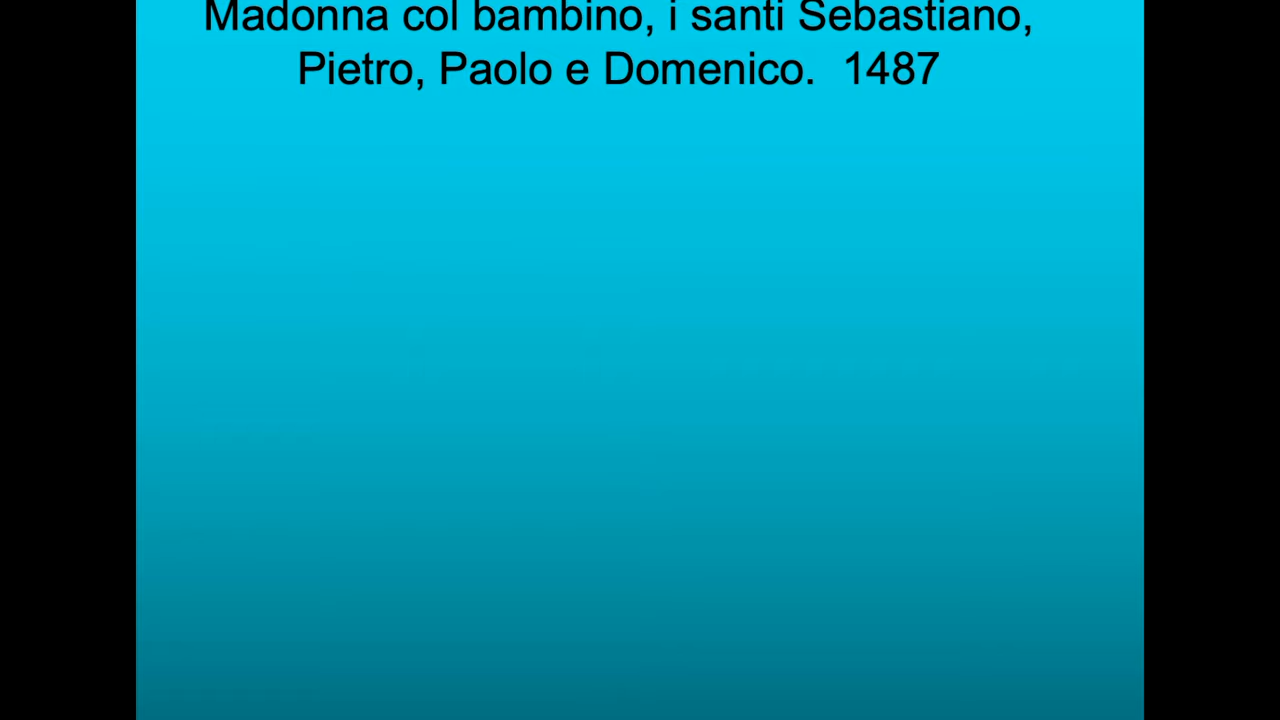 Madonna col bambino, i santi Sebastiano,
Pietro, Paolo e Domenico. 1487